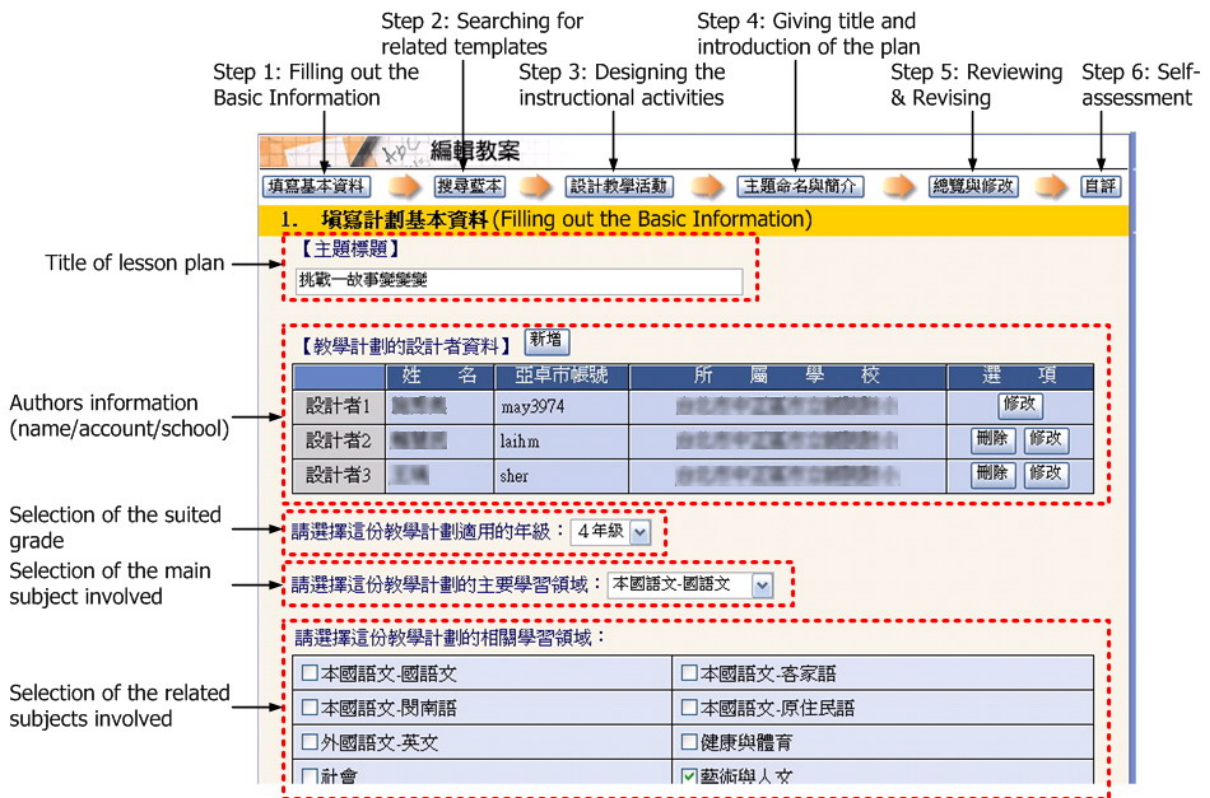 Step 2: Searching for related templates
Step 4: Giving title and introduction of the plan
Step 1: Filling out the Basic Information
Step 3: Designing the instructional activities
Step 5: Reviewing & Revising
Step 6: Self-assessment
編輯教案
填寫基本資料 搜尋藍本 設計教學活動 主題命名與簡介 總覽與修改 自評
1. 填寫計劃基本資料(Filling out the Basic Information)
Title of lesson plan
【主題標題】
挑戰—故事變變變
Authors information (name/account/school)
【教學計劃的設計者資料】 新增
姓 名 亞卓市帳號 所 屬 學 校 選 項
設計者1 may3974 修改
設計者2 laihm 刪除 修改
設計者3 sher 刪除 修改
Selection of the suited grade
請選擇這份教學計劃適用的年級： 4年級
Selection of the main subject involved
請選擇這份教學計劃的主要學習領域： 本國語文-國語文
Selection of the related subjects involved
請選擇這份教學計劃的相關學習領域：
本國語文-國語文 本國語文-客家語
本國語文-閩南語 本國語文-原住民語
外國語文-英文 健康與體育
社會 藝術與人文